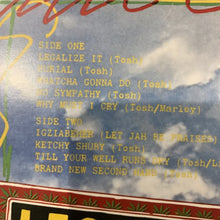 SIDE ONE
LEGALIZE IT (Tosh)
BURIAL (Tosh)
WHATCHA GONNA DO (Tosh)
NO SYMPATHY (Tosh)
WHY MUST I CRY (Tosh/Marley)
SIDE TWO
IGZIABEHER (LET JAH BE PRAISED)
KETCHY SHUBY (Tosh)
TILL YOUR WELL RUNS DRY (Tosh/L
BRAND NEW SECOND HAND (Tosh)